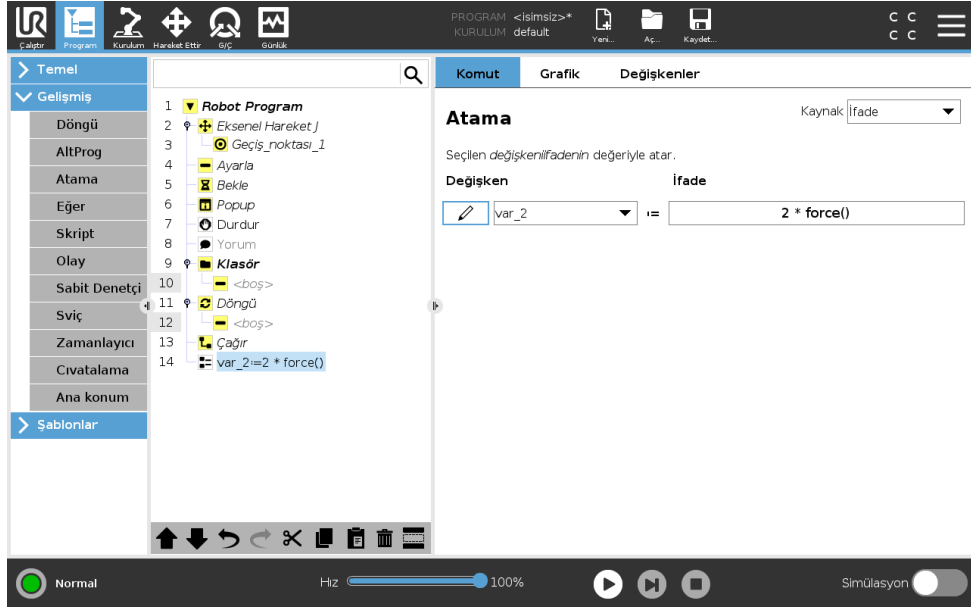 UR
PROGRAM <isimsiz>*
KURULUM default
C C
C C
Çalıştır Program Kurulum Hareket Ettir G/Ç Günlük Yeni... Aç... Kaydet...
Temel
Gelişmiş
Döngü
AltProg
Atama
Eğer
Skript
Olay
Sabit Denetçi
Sviç
Zamanlayıcı
Cıvatalama
Ana konum
Şablonlar
1 Robot Program
2 Eksenel Hareket J
3 Geçiş_noktası_1
4 Ayarla
5 Bekle
6 Popup
7 Durdur
8 Yorum
9 Klasör
10 <boş>
11 Döngü
12 <boş>
13 Çağır
14 var_2:=2 * force()
Komut Grafik Değişkenler
Atama
Kaynak İfade
Seçilen değişkeniifadenin değeriyle atar.
Değişken İfade
var_2 := 2 * force()
Normal Hız 100% Simülasyon